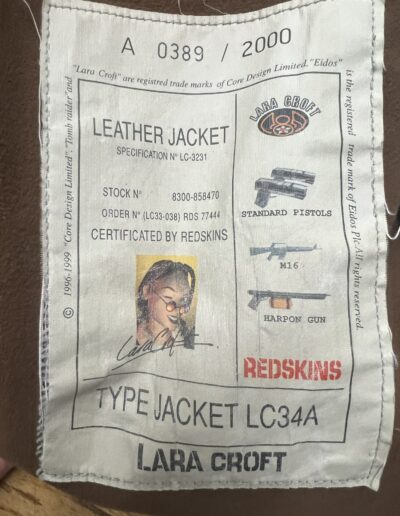 A 0389 / 2000
"Lara Croft" are registred trade marks of Core Design Limited."Eidos"
is the registered trade mark of Eidos Plc-All rights reserved.
© 1996-1999 "Core Design Limited". "Tomb raider and
LEATHER JACKET
SPECIFICATION N° LC-3231
STOCK N° 8300-858470
ORDER N° (LC33-038) RDS 77444
CERTIFICATED BY REDSKINS
Lara Croft
LARA CROFT
STANDARD PISTOLS
M16
HARPON GUN
REDSKINS
TYPE JACKET LC34A
LARA CROFT